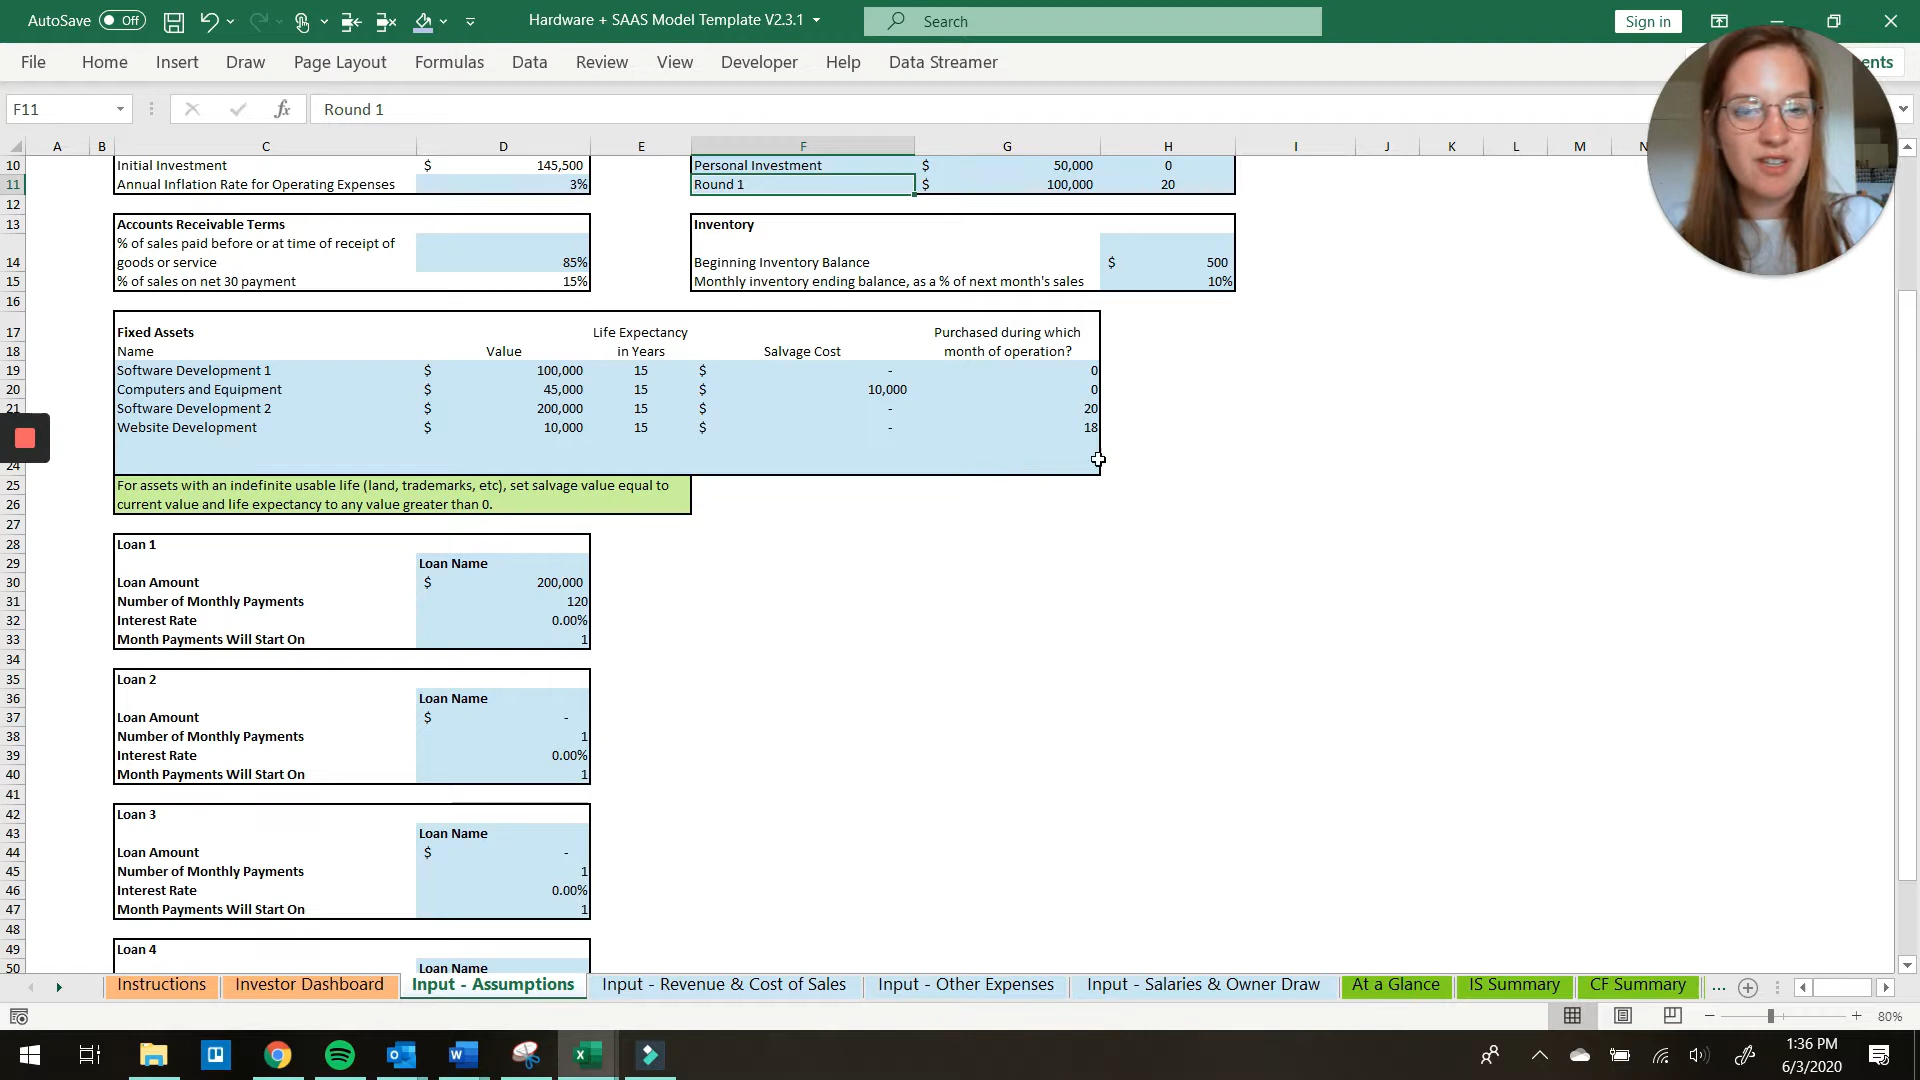 AutoSave Off Hardware + SAAS Model Template V2.3.1 Search Sign in
File Home Insert Draw Page Layout Formulas Data Review View Developer Help Data Streamer
F11 fx Round 1
A B C D E F G H I J K L M N
10 Initial Investment $ 145,500 Personal Investment $ 50,000 0
11 Annual Inflation Rate for Operating Expenses 3% Round 1 $ 100,000 20
12
13 Accounts Receivable Terms Inventory
% of sales paid before or at time of receipt of
14 goods or service 85% Beginning Inventory Balance $ 500
15 % of sales on net 30 payment 15% Monthly inventory ending balance, as a % of next month's sales 10%
16
17 Fixed Assets Life Expectancy Purchased during which
18 Name Value in Years Salvage Cost month of operation?
19 Software Development 1 $ 100,000 15 $ - 0
20 Computers and Equipment $ 45,000 15 $ 10,000 0
21 Software Development 2 $ 200,000 15 $ - 20
Website Development $ 10,000 15 $ - 18
24
25 For assets with an indefinite usable life (land, trademarks, etc), set salvage value equal to
26 current value and life expectancy to any value greater than 0.
27
28 Loan 1
29 Loan Name
30 Loan Amount $ 200,000
31 Number of Monthly Payments 120
32 Interest Rate 0.00%
33 Month Payments Will Start On 1
34
35 Loan 2
36 Loan Name
37 Loan Amount $ -
38 Number of Monthly Payments 1
39 Interest Rate 0.00%
40 Month Payments Will Start On 1
41
42 Loan 3
43 Loan Name
44 Loan Amount $ -
45 Number of Monthly Payments 1
46 Interest Rate 0.00%
47 Month Payments Will Start On 1
48
49 Loan 4
50 Loan Name
Instructions Investor Dashboard Input - Assumptions Input - Revenue & Cost of Sales Input - Other Expenses Input - Salaries & Owner Draw At a Glance IS Summary CF Summary ...
80%
1:36 PM
6/3/2020